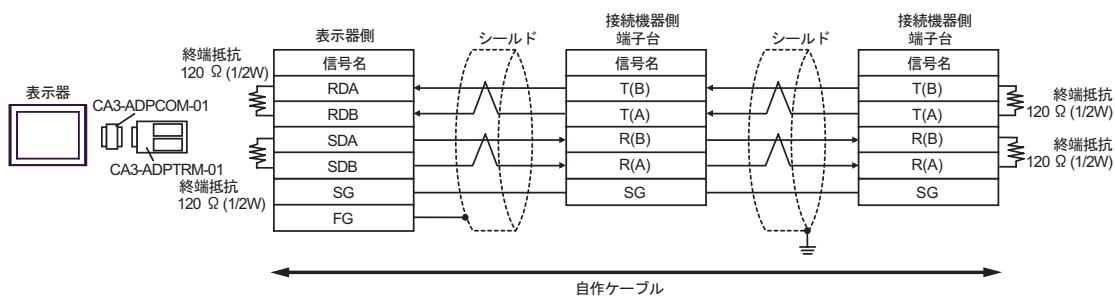 表示器
CA3-ADPCOM-01
CA3-ADPTRM-01
終端抵抗
120 Ω (1/2W)
終端抵抗
120 Ω (1/2W)
表示器側
信号名
RDA
RDB
SDA
SDB
SG
FG
シールド
接続機器側
端子台
信号名
T(B)
T(A)
R(B)
R(A)
SG
シールド
接続機器側
端子台
信号名
T(B)
T(A)
R(B)
R(A)
SG
終端抵抗
120 Ω (1/2W)
終端抵抗
120 Ω (1/2W)
自作ケーブル